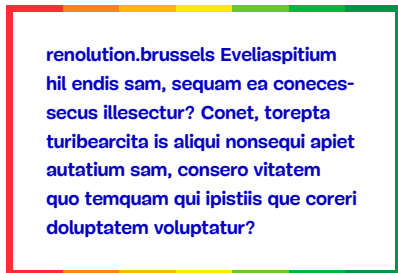 renolution.brussels Eveliaspitium
hil endis sam, sequam ea coneces-
secus illesectur? Conet, torepta
turibearcita is aliqui nonsequi apiet
autatium sam, consero vitatem
quo temquam qui ipistiis que coreri
doluptatem voluptatur?